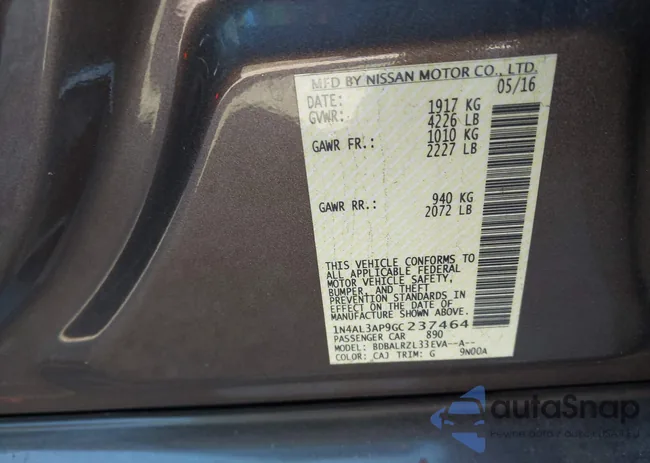 MFD BY NISSAN MOTOR CO., LTD.
DATE: 05/16
GVWR: 1917 KG
4226 LB
GAWR FR.: 1010 KG
2227 LB
GAWR RR.: 940 KG
2072 LB
THIS VEHICLE CONFORMS TO
ALL APPLICABLE FEDERAL
MOTOR VEHICLE SAFETY,
BUMPER, AND THEFT
PREVENTION STANDARDS IN
EFFECT ON THE DATE OF
MANUFACTURE SHOWN ABOVE.
1N4AL3AP9GC237464
PASSENGER CAR 890
MODEL: BDBALRZL33EVA--A--
COLOR: CAJ TRIM: G 9N00A
autoSnap